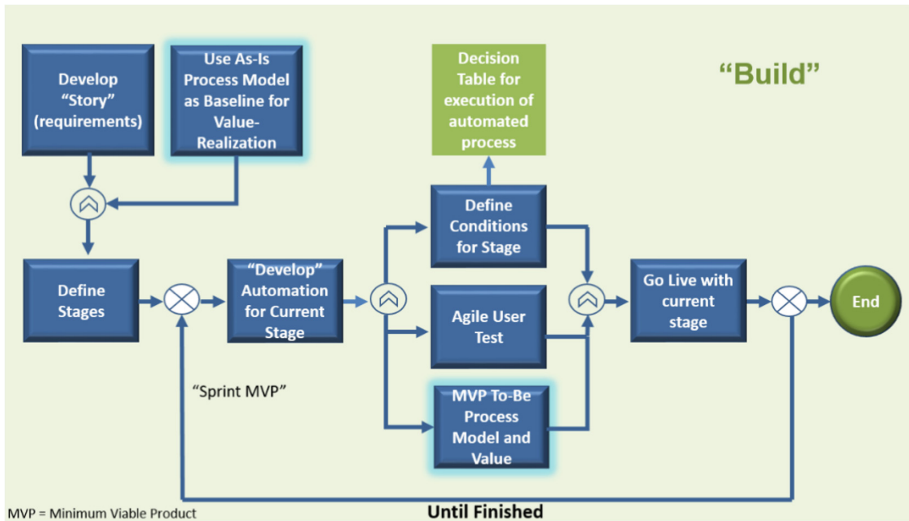 Develop
“Story”
(requirements)
Use As-Is
Process Model
as Baseline for
Value-
Realization
Decision
Table for
execution of
automated
process
“Build”
Define
Stages
“Develop”
Automation
for Current
Stage
Define
Conditions
for Stage
Agile User
Test
MVP To-Be
Process
Model and
Value
Go Live with
current
stage
End
“Sprint MVP”
Until Finished
MVP = Minimum Viable Product